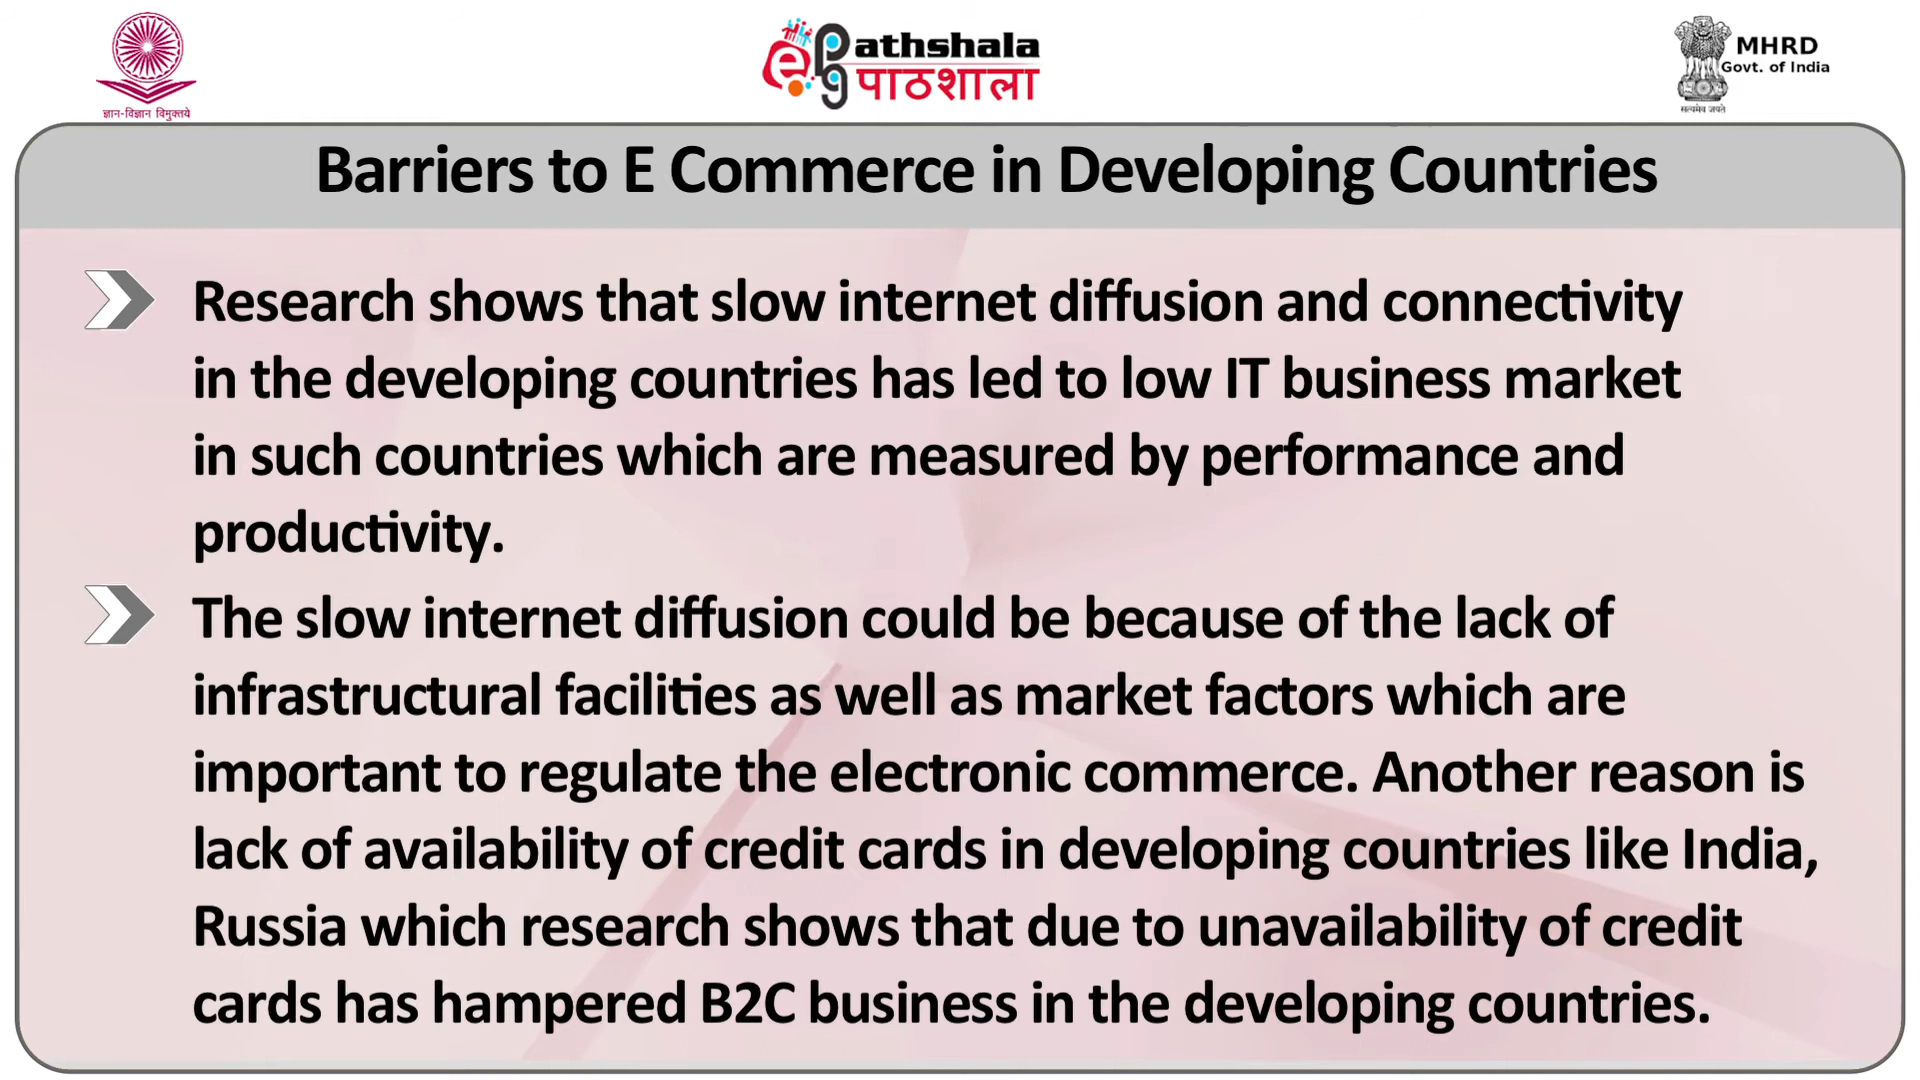 ज्ञान-विज्ञान विमुक्तये
e Pg athshala
पाठशाला
MHRD
Govt. of India
सत्यमेव जयते
Barriers to E Commerce in Developing Countries
Research shows that slow internet diffusion and connectivity
in the developing countries has led to low IT business market
in such countries which are measured by performance and
productivity.
The slow internet diffusion could be because of the lack of
infrastructural facilities as well as market factors which are
important to regulate the electronic commerce. Another reason is
lack of availability of credit cards in developing countries like India,
Russia which research shows that due to unavailability of credit
cards has hampered B2C business in the developing countries.